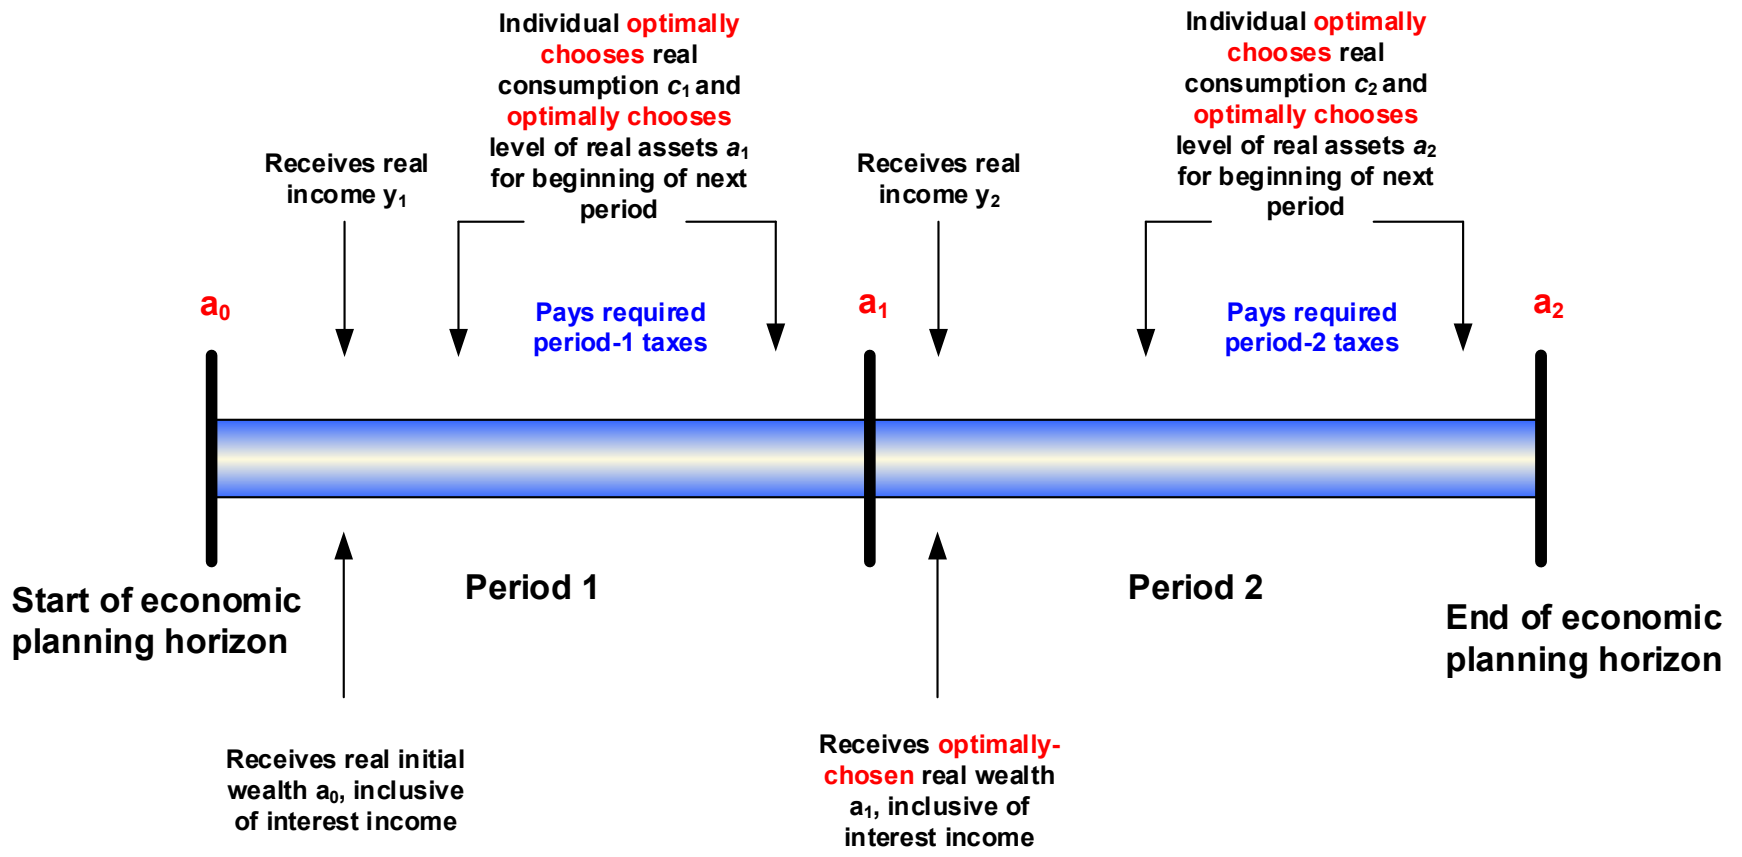 Individual optimally
chooses real
consumption c1 and
optimally chooses
level of real assets a1
for beginning of next
period
Individual optimally
chooses real
consumption c2 and
optimally chooses
level of real assets a2
for beginning of next
period
Receives real
income y1
Receives real
income y2
a0
Pays required
period-1 taxes
a1
Pays required
period-2 taxes
a2
Start of economic
planning horizon
Period 1
Period 2
End of economic
planning horizon
Receives real initial
wealth a0, inclusive
of interest income
Receives optimally-
chosen real wealth
a1, inclusive of
interest income